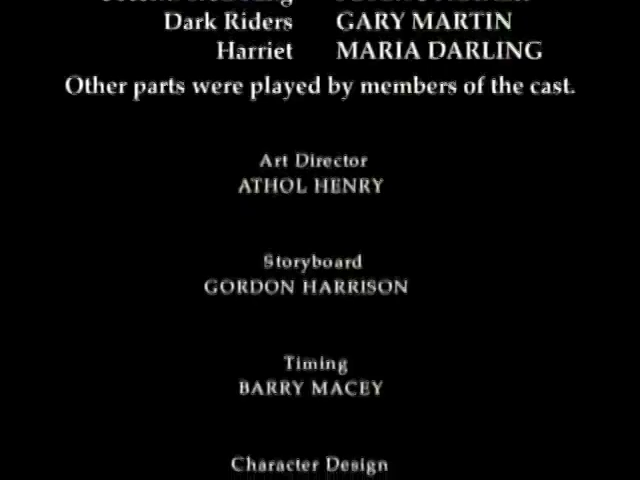 Dark Riders GARY MARTIN
Harriet MARIA DARLING
Other parts were played by members of the cast.
Art Director
ATHOL HENRY
Storyboard
GORDON HARRISON
Timing
BARRY MACEY
Character Design